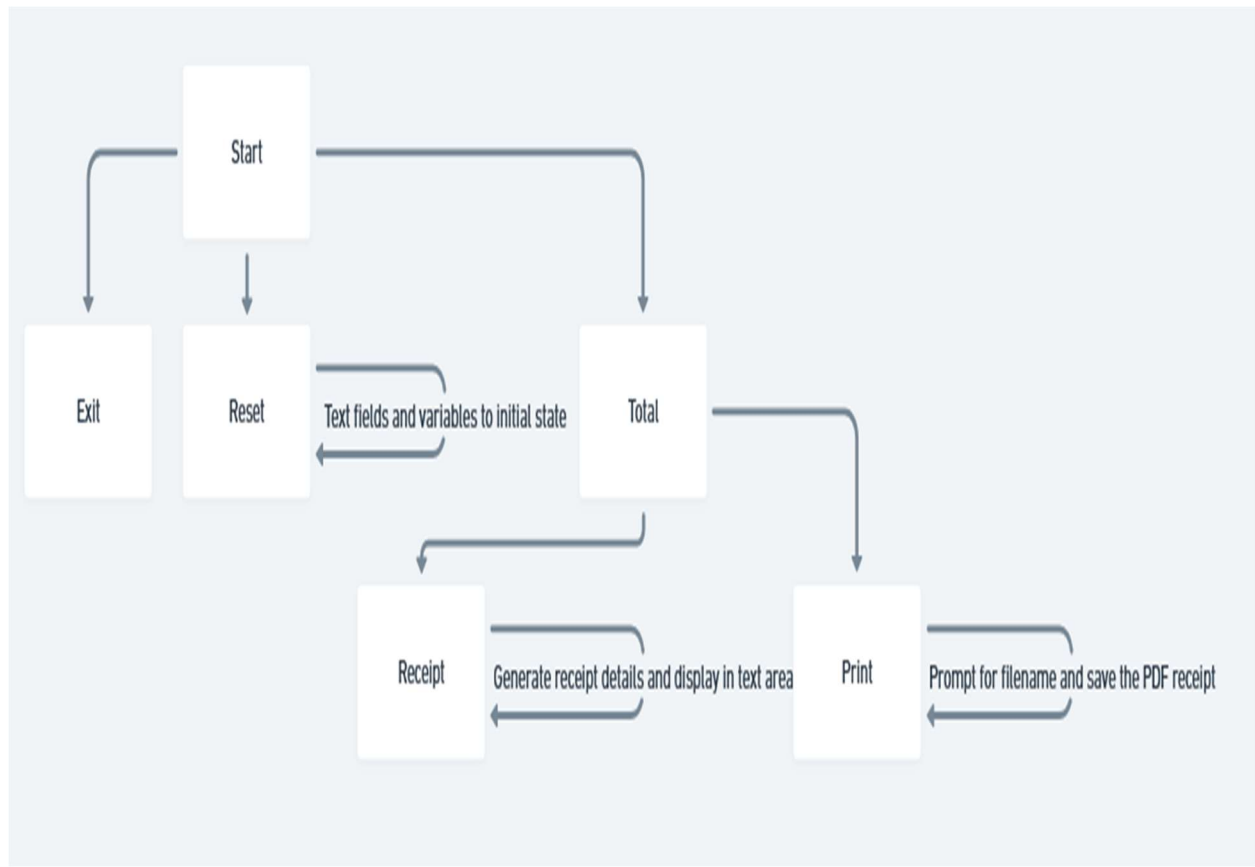 Start
Exit
Reset
Text fields and variables to initial state
Total
Receipt
Generate receipt details and display in text area
Print
Prompt for filename and save the PDF receipt